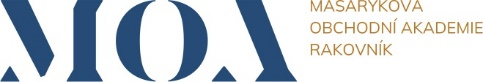 MOA
MASARYKOVA
OBCHODNÍ AKADEMIE
RAKOVNÍK